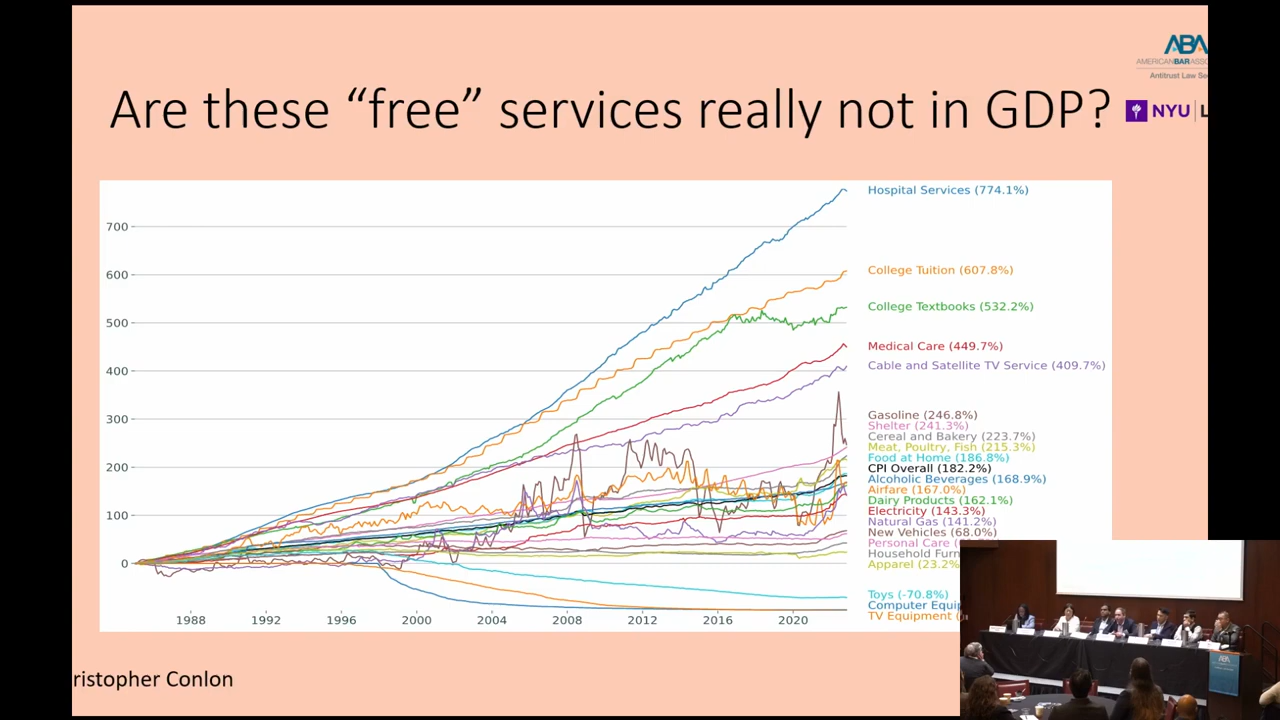 ABA
AMERICANBARASSO
Antitrust Law Se
Are these “free” services really not in GDP?
NYU
700
600
500
400
300
200
100
0
1988
1992
1996
2000
2004
2008
2012
2016
2020
Hospital Services (774.1%)
College Tuition (607.8%)
College Textbooks (532.2%)
Medical Care (449.7%)
Cable and Satellite TV Service (409.7%)
Gasoline (246.8%)
Shelter (241.3%)
Cereal and Bakery (223.7%)
Meat, Poultry, Fish (215.3%)
Food at Home (186.8%)
CPI Overall (182.2%)
Alcoholic Beverages (168.9%)
Airfare (167.0%)
Dairy Products (162.1%)
Electricity (143.3%)
Natural Gas (141.2%)
New Vehicles (68.0%)
Personal Care
Household Furn
Apparel (23.2%
Toys (-70.8%)
Computer Equip
TV Equipment
ristopher Conlon
ABA